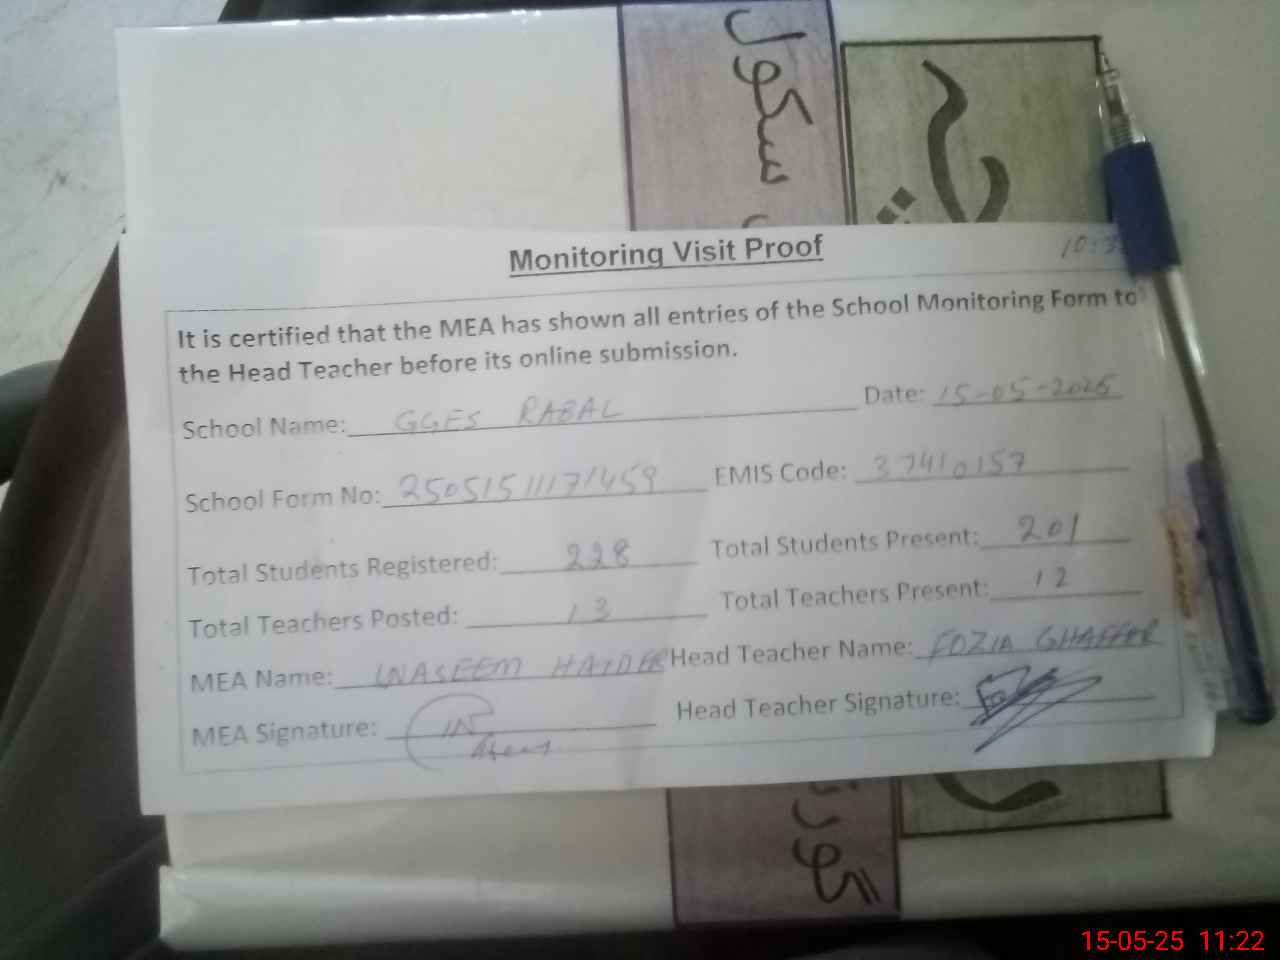 سکول
Monitoring Visit Proof
10:3
It is certified that the MEA has shown all entries of the School Monitoring Form to
the Head Teacher before its online submission.
School Name: GGES RABAL Date: 15-05-2025
School Form No: 25051511171459 EMIS Code: 37410157
Total Students Registered: 228 Total Students Present: 201
Total Teachers Posted: 13 Total Teachers Present: 12
MEA Name: WASEEM HAIDER Head Teacher Name: FOZIA GHAFFAR
MEA Signature: Head Teacher Signature:
15-05-25 11:22